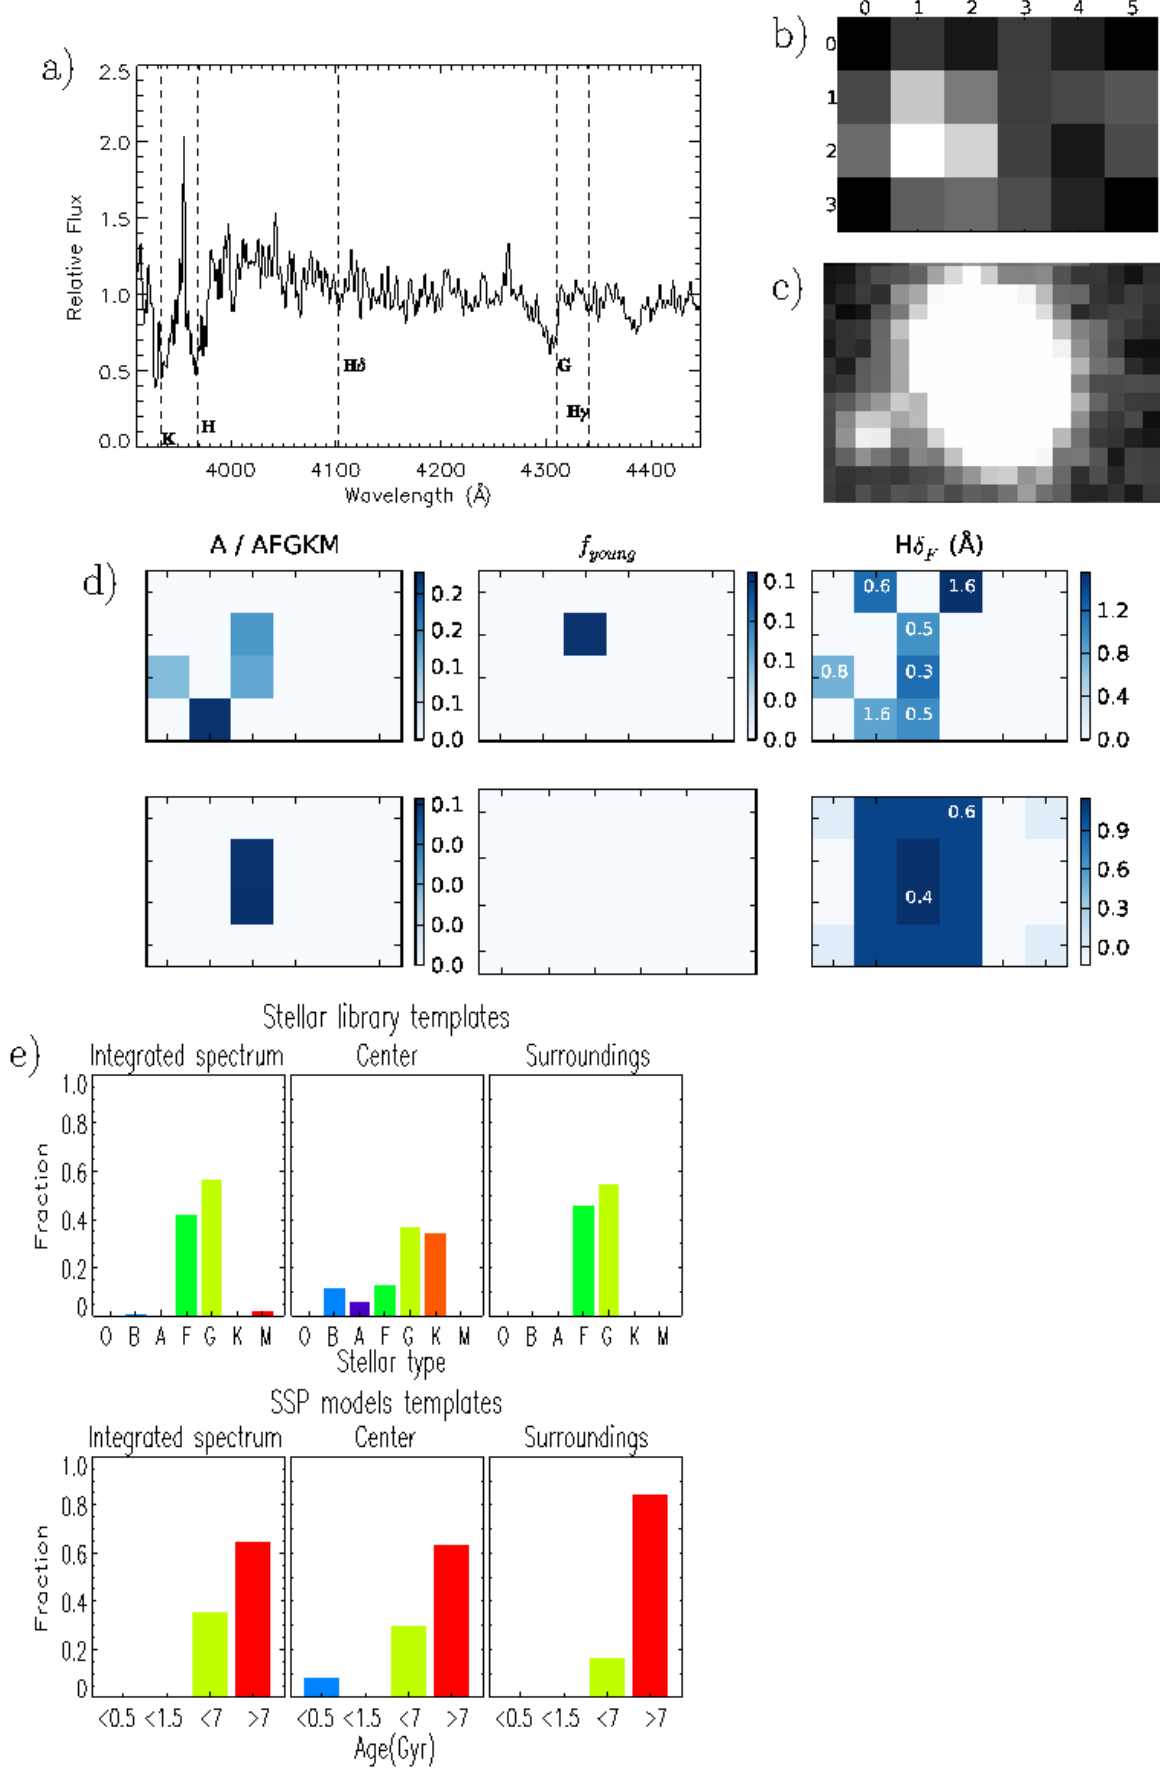 a)
2.5
2.0
1.5
1.0
0.5
0.0
Relative Flux
K
H
Hδ
G
Hγ
4000 4100 4200 4300 4400
Wavelength (Å)
b)
0 1 2 3 4 5
0
1
2
3
c)
d)
A / AFGKM
0.2
0.2
0.1
0.1
0.0
f young
0.1
0.1
0.1
0.0
0.0
Hδ F (Å)
0.6 1.6
0.5
0.8 0.3
1.6 0.5
1.2
0.8
0.4
0.0
0.1
0.0
0.0
0.0
0.0
0.6
0.4
0.9
0.6
0.3
0.0
Stellar library templates
e)
Integrated spectrum Center Surroundings
1.0
0.8
0.6
0.4
0.2
0
Fraction
O B A F G K M O B A F G K M O B A F G K M
Stellar type
SSP models templates
Integrated spectrum Center Surroundings
1.0
0.8
0.6
0.4
0.2
0
Fraction
<0.5 <1.5 <7 >7 <0.5 <1.5 <7 >7 <0.5 <1.5 <7 >7
Age(Gyr)